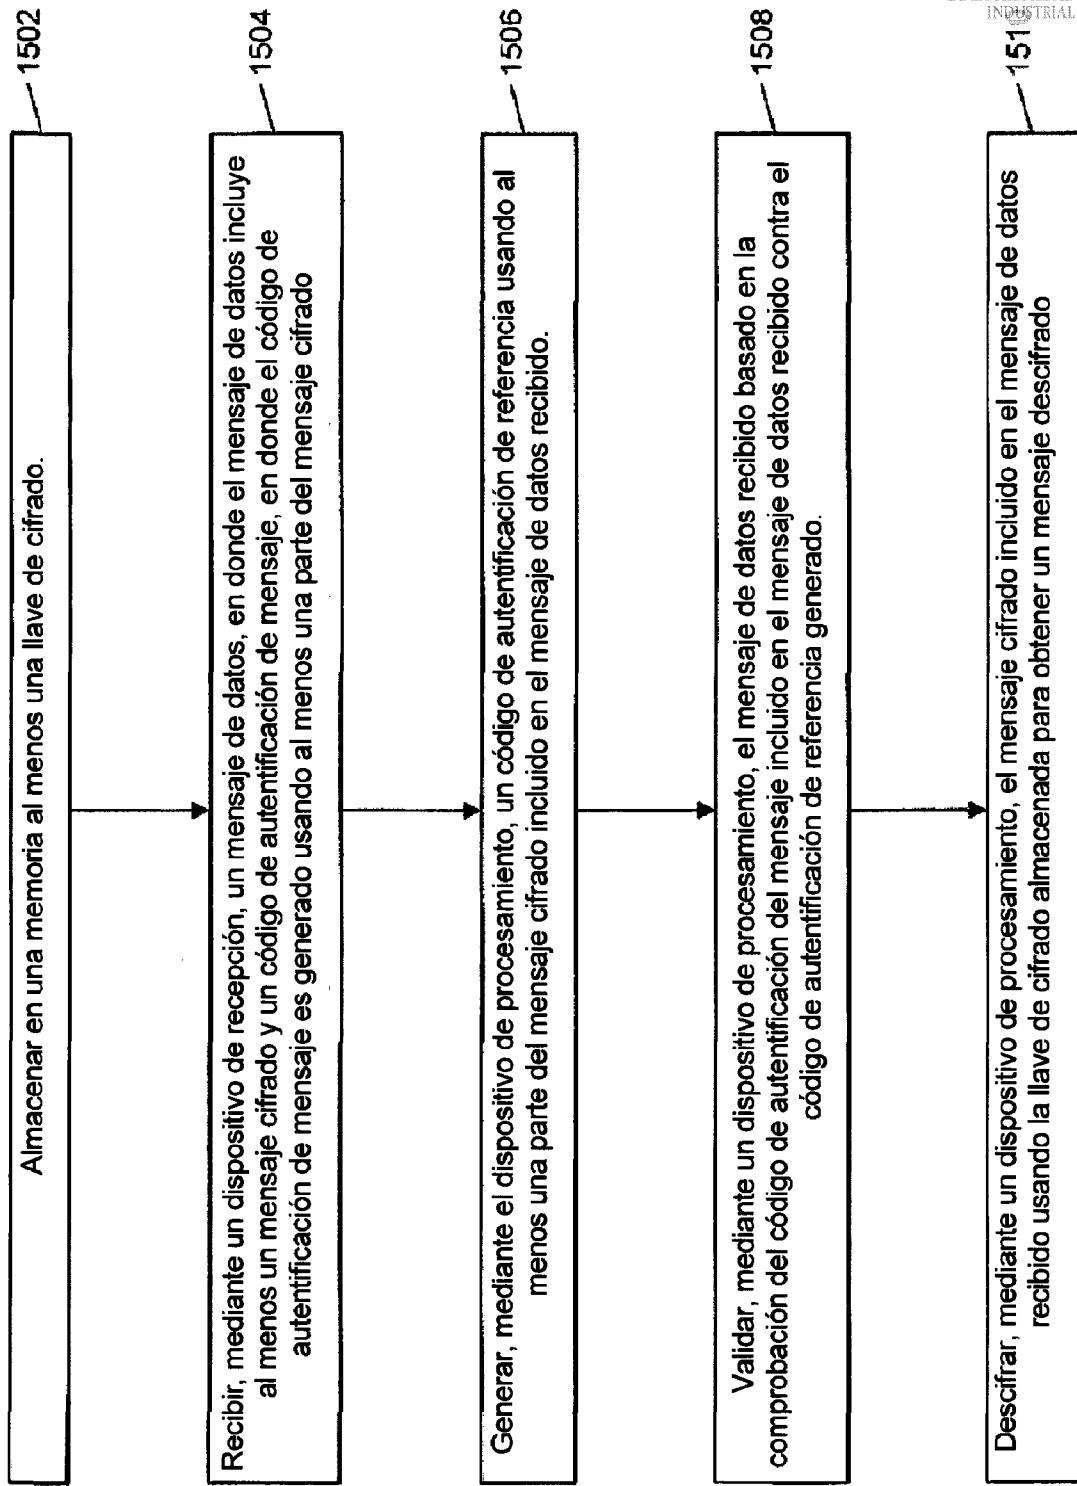 Almacenar en una memoria al menos una llave de cifrado.
1502
Recibir, mediante un dispositivo de recepción, un mensaje de datos, en donde el mensaje de datos incluye
al menos un mensaje cifrado y un código de autentificación de mensaje, en donde el código de
autentificación de mensaje es generado usando al menos una parte del mensaje cifrado
1504
Generar, mediante el dispositivo de procesamiento, un código de autentificación de referencia usando al
menos una parte del mensaje cifrado incluido en el mensaje de datos recibido.
1506
Validar, mediante un dispositivo de procesamiento, el mensaje de datos recibido basado en la
comprobación del código de autentificación del mensaje incluido en el mensaje de datos recibido contra el
código de autentificación de referencia generado.
1508
Descifrar, mediante un dispositivo de procesamiento, el mensaje cifrado incluido en el mensaje de datos
recibido usando la llave de cifrado almacenada para obtener un mensaje descifrado
151
INDUSTRIAL